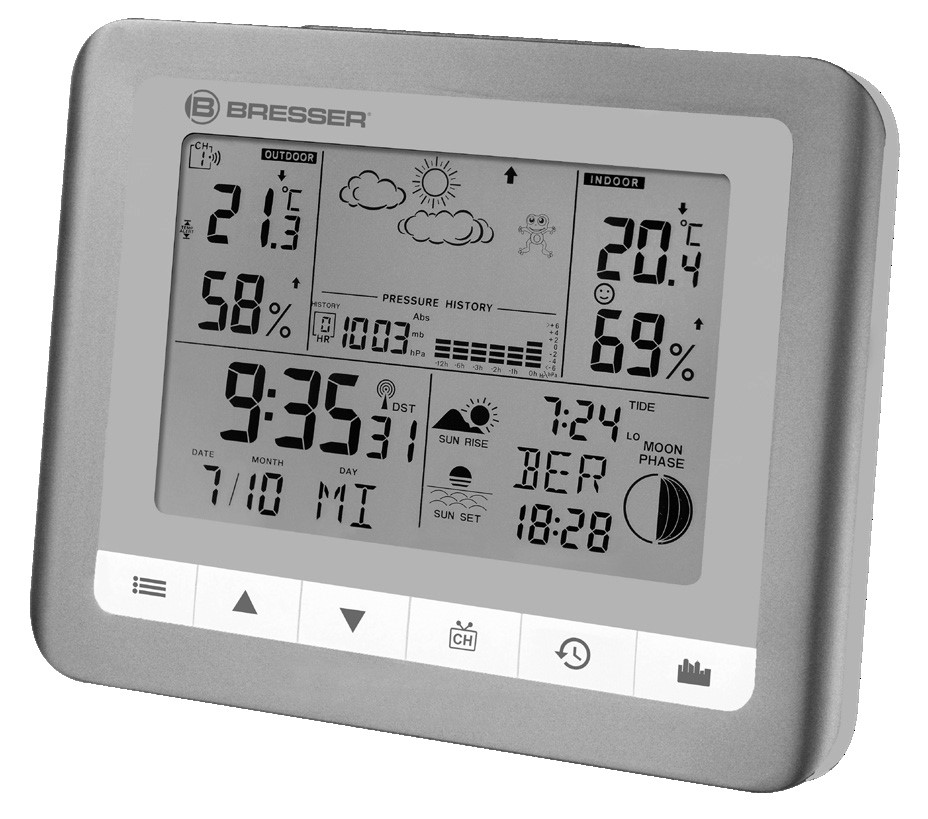 B BRESSER®
CH 1 OUTDOOR
21.3 °C
58%
PRESSURE HISTORY
HISTORY 0 HR
Abs
1003 mb hPa
-12h -6h -3h -2h -1h 0h
+6
+4
+2
0
-2
-4
-6
INDOOR
20.4 °C
69%
9:35 31 DST
DATE MONTH DAY
7/10 MI
SUN RISE 7:24 TIDE LO
BER MOON PHASE
SUN SET 18:28
CH